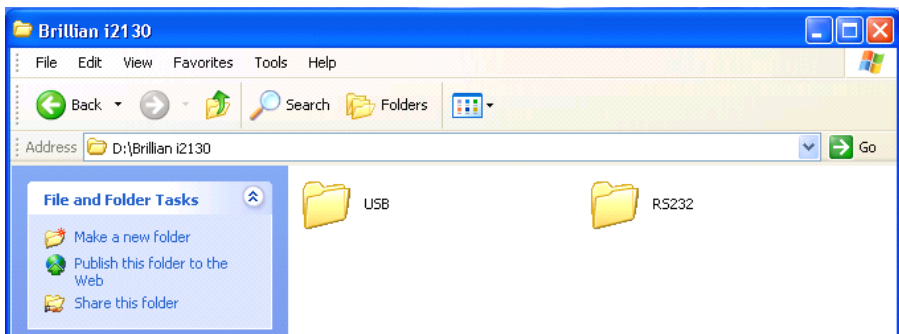 Brillian i2130
File Edit View Favorites Tools Help
Back Search Folders
Address D:\Brillian i2130 Go
File and Folder Tasks
USB RS232
Make a new folder
Publish this folder to the
Web
Share this folder